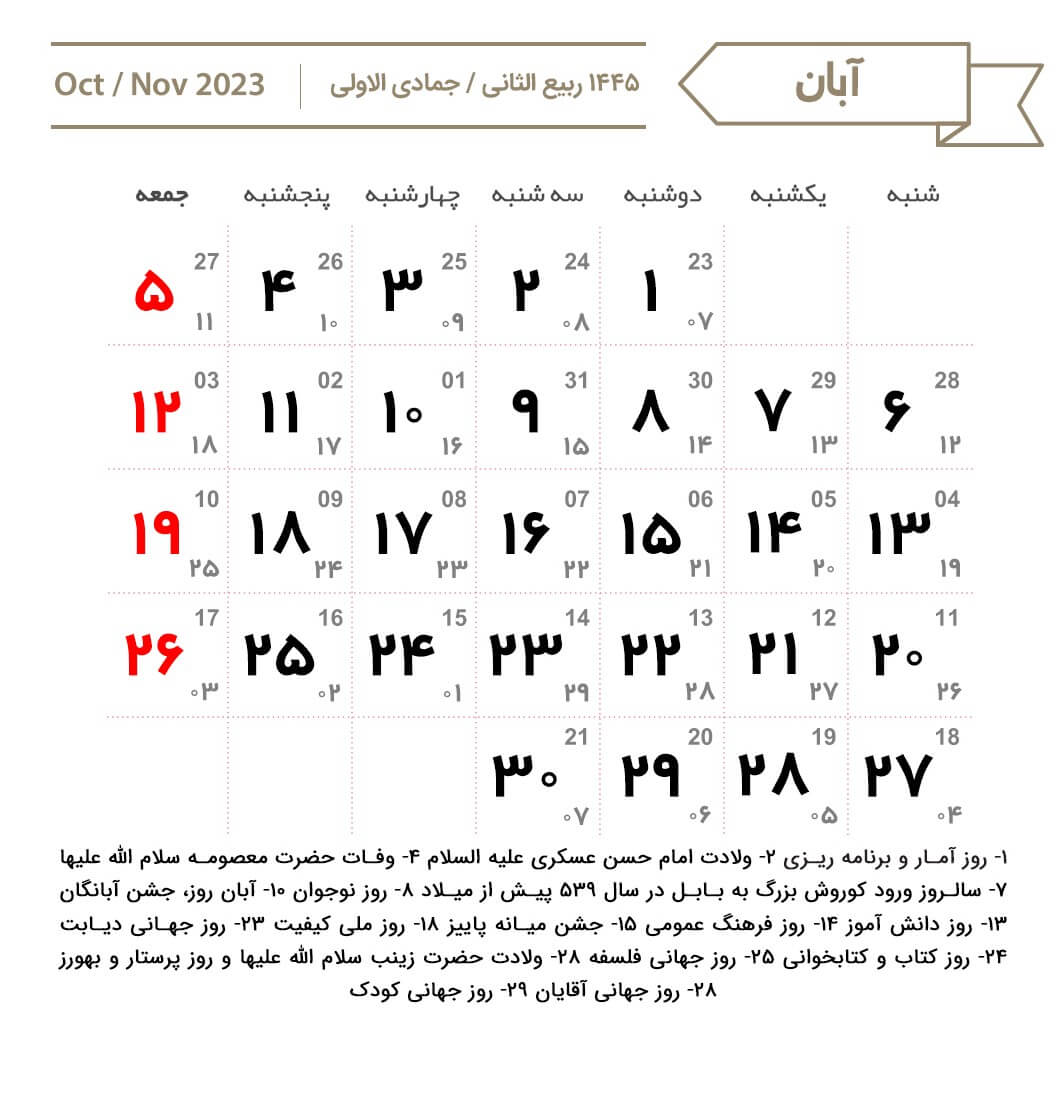 آبان
۱۴۴۵ ربیع الثانی / جمادی الاولی | Oct / Nov 2023
شنبه یکشنبه دوشنبه سه شنبه چهارشنبه پنجشنبه جمعه
23 24 25 26 27
۱ ۲ ۳ ۴ ۵
۰۷ ۰۸ ۰۹ ۱۰ ۱۱
28 29 30 31 01 02 03
۶ ۷ ۸ ۹ ۱۰ ۱۱ ۱۲
۱۲ ۱۳ ۱۴ ۱۵ ۱۶ ۱۷ ۱۸
04 05 06 07 08 09 10
۱۳ ۱۴ ۱۵ ۱۶ ۱۷ ۱۸ ۱۹
۱۹ ۲۰ ۲۱ ۲۲ ۲۳ ۲۴ ۲۵
11 12 13 14 15 16 17
۲۰ ۲۱ ۲۲ ۲۳ ۲۴ ۲۵ ۲۶
۲۶ ۲۷ ۲۸ ۲۹ ۰۱ ۰۲ ۰۳
18 19 20 21
۲۷ ۲۸ ۲۹ ۳۰
۰۴ ۰۵ ۰۶ ۰۷
۱- روز آمـار و برنامه ریـزی ۲- ولادت امام حسن عسکری علیه السلام ۴- وفـات حضرت معصومـه سلام الله علیها
۷- سالـروز ورود کوروش بزرگ به بـابـل در سال ۵۳۹ پیـش از میـلاد ۸- روز نوجوان ۱۰- آبان روز، جشن آبانگان
۱۳- روز دانش آموز ۱۴- روز فرهنگ عمومی ۱۵- جشن میـانه پاییز ۱۸- روز ملی کیفیت ۲۳- روز جهـانی دیـابت
۲۴- روز کتاب و کتابخوانی ۲۵- روز جهانی فلسفه ۲۸- ولادت حضرت زینب سلام الله علیها و روز پرستار و بهورز
۲۸- روز جهانی آقایان ۲۹- روز جهانی کودک